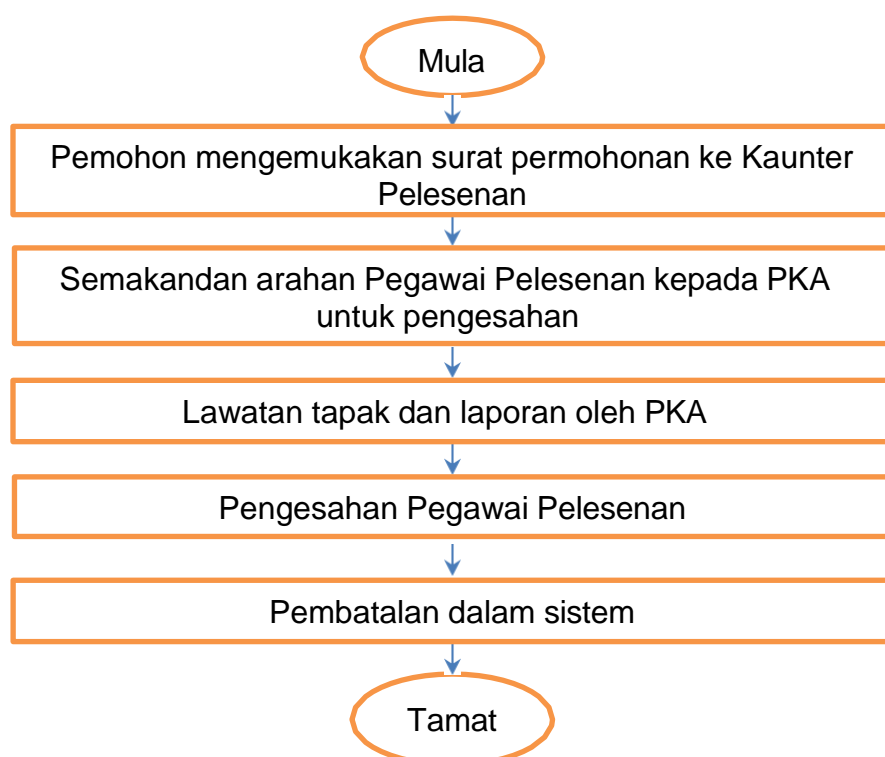 Mula
Pemohon mengemukakan surat permohonan ke Kaunter
Pelesenan
Semakandan arahan Pegawai Pelesenan kepada PKA
untuk pengesahan
Lawatan tapak dan laporan oleh PKA
Pengesahan Pegawai Pelesenan
Pembatalan dalam sistem
Tamat